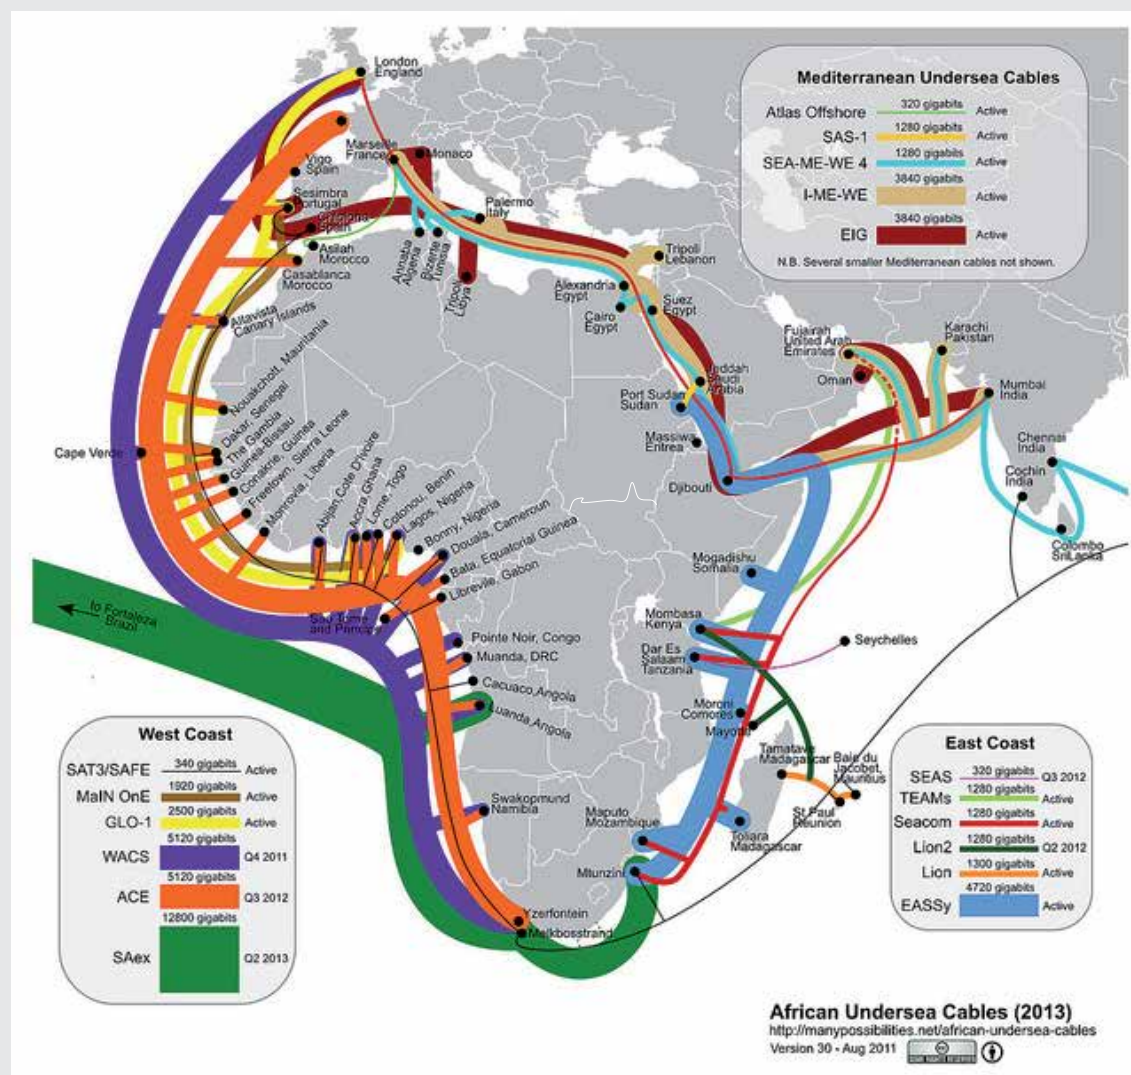 London
England
Marseille
France
Monaco
Vigo
Spain
Sesimbra
Portugal
Spain
Asilah
Morocco
Casablanca
Morocco
Palermo
Italy
Annaba
Algeria
Bizerte
Tunisia
Tripoli
Libya
Tripoli
Lebanon
Alexandria
Egypt
Cairo
Egypt
Suez
Egypt
Altavista
Canary Islands
Jeddah
Saudi
Arabia
Port Sudan
Sudan
Massiwa
Eritrea
Djibouti
Fujairah
United Arab
Emirates
Oman
Karachi
Pakistan
Mumbai
India
Chennai
India
Cochin
India
Colombo
SriLanka
Nouakchott, Mauritania
Dakar, Senegal
The Gambia
Guinea-Bissau
Conakrie, Guinea
Freetown, Sierra Leone
Monrovia, Liberia
Cape Verde
Abijan,Cote D'Ivore
Accra Ghana
Lome,Togo
Cotonou, Benin
Lagos, Nigeria
Bonny, Nigeria
Douala, Cameroun
Bata, Equatorial Guinea
Libreville, Gabon
Sao Tome
and Principe
Pointe Noir, Congo
Muanda, DRC
Cacuaco,Angola
Luanda,Angola
Swakopmund
Namibia
Yzerfontein
Melkbosstrand
Mtunzini
Maputo
Mozambique
Toliara
Madagascar
Tamatave
Madagascar
Baie du
Jacobet,
Mauritius
St Paul
Reunion
Moroni
Comores
Mayotte
Dar Es
Salaam
Tanzania
Mombasa
Kenya
Mogadishu
Somalia
Seychelles
to Fortaleza
Brazil
Mediterranean Undersea Cables
Atlas Offshore 320 gigabits Active
SAS-1 1280 gigabits Active
SEA-ME-WE 4 1280 gigabits Active
I-ME-WE 3840 gigabits Active
EIG 3840 gigabits Active
N.B. Several smaller Mediterranean cables not shown.
West Coast
SAT3/SAFE 340 gigabits Active
MaIN OnE 1920 gigabits Active
GLO-1 2500 gigabits Active
WACS 5120 gigabits Q4 2011
ACE 5120 gigabits Q3 2012
SAex 12800 gigabits Q2 2013
East Coast
SEAS 320 gigabits Q3 2012
TEAMs 1280 gigabits Active
Seacom 1280 gigabits Active
Lion2 1280 gigabits Q2 2012
Lion 1300 gigabits Active
EASSy 4720 gigabits Active
African Undersea Cables (2013)
http://manypossibilities.net/african-undersea-cables
Version 30 - Aug 2011